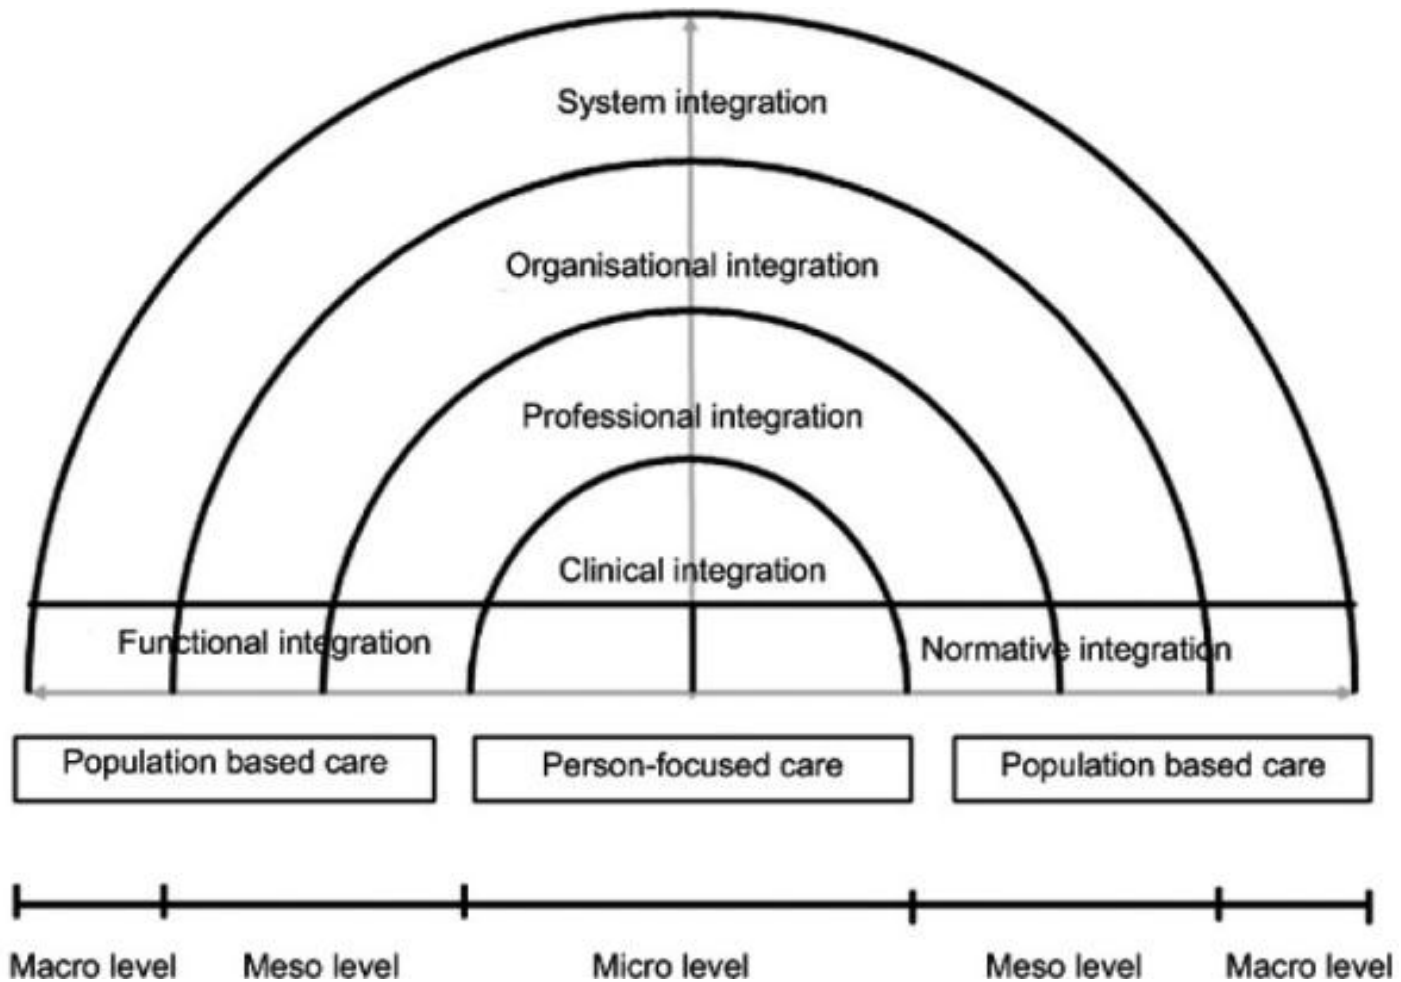 System integration
Organisational integration
Professional integration
Clinical integration
Functional integration
Normative integration
Population based care
Person-focused care
Population based care
Macro level
Meso level
Micro level
Meso level
Macro level